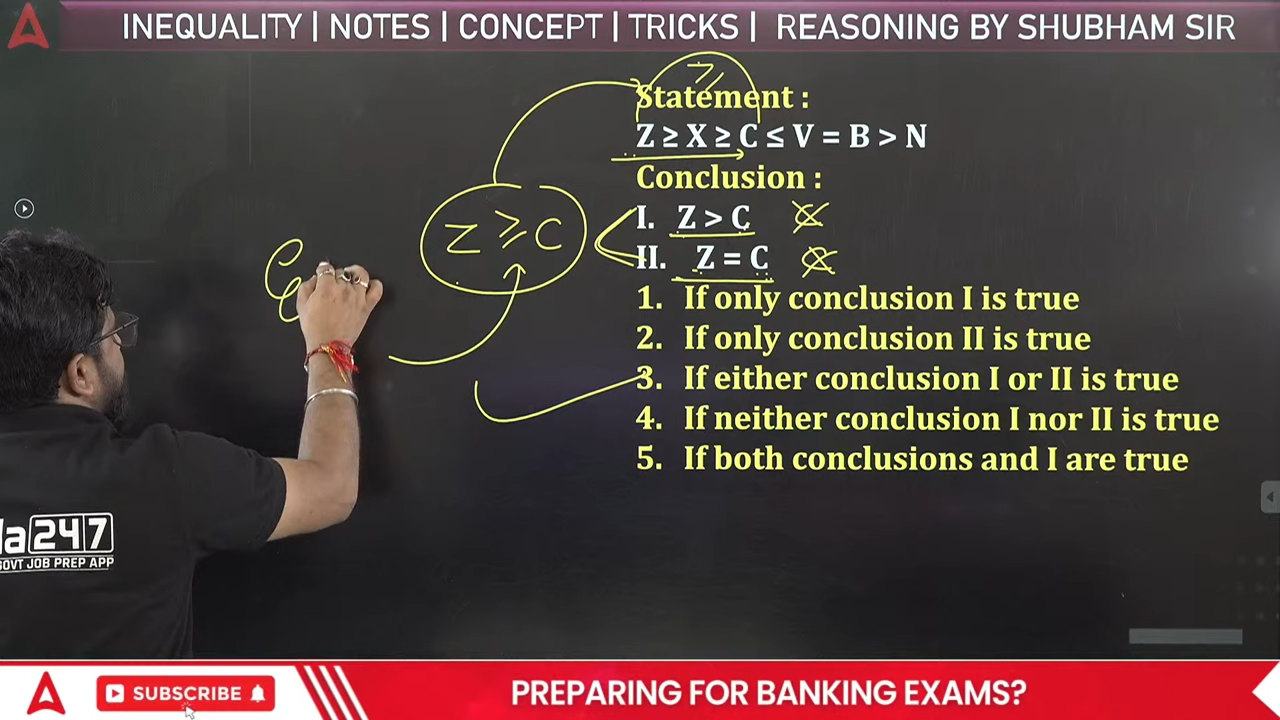 INEQUALITY | NOTES | CONCEPT | TRICKS | REASONING BY SHUBHAM SIR
≥
Statement :
Z ≥ X ≥ C ≤ V = B > N
Conclusion :
I. Z > C
II. Z = C
Z ≥ C
1. If only conclusion I is true
2. If only conclusion II is true
3. If either conclusion I or II is true
4. If neither conclusion I nor II is true
5. If both conclusions and I are true
da 247
GOVT JOB PREP APP
SUBSCRIBE
PREPARING FOR BANKING EXAMS?